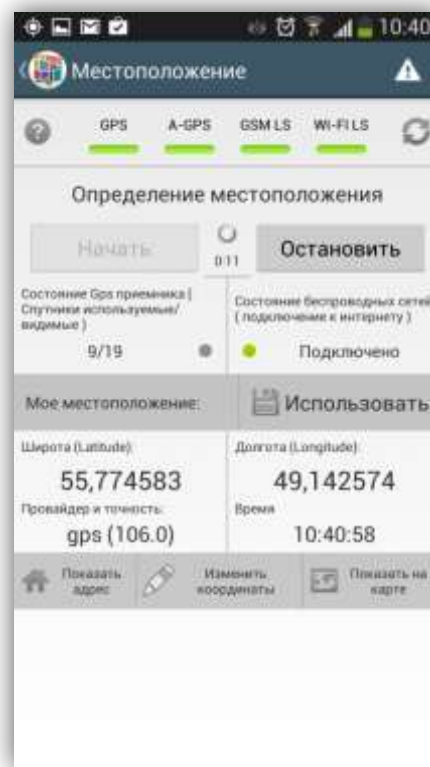 10:40
Местоположение
GPS A-GPS GSM LS WI-FI LS
Определение местоположения
Начать 0:11 Остановить
Состояние Gps приемника ( Спутники используемые/ видимые )
Состояние беспроводных сетей ( подключение к интернету )
9/19 Подключено
Мое местоположение: Использовать
Широта (Latitude): Долгота (Longitude):
55,774583 49,142574
Провайдер и точность: Время
gps (106.0) 10:40:58
Показать адрес Изменить координаты Показать на карте